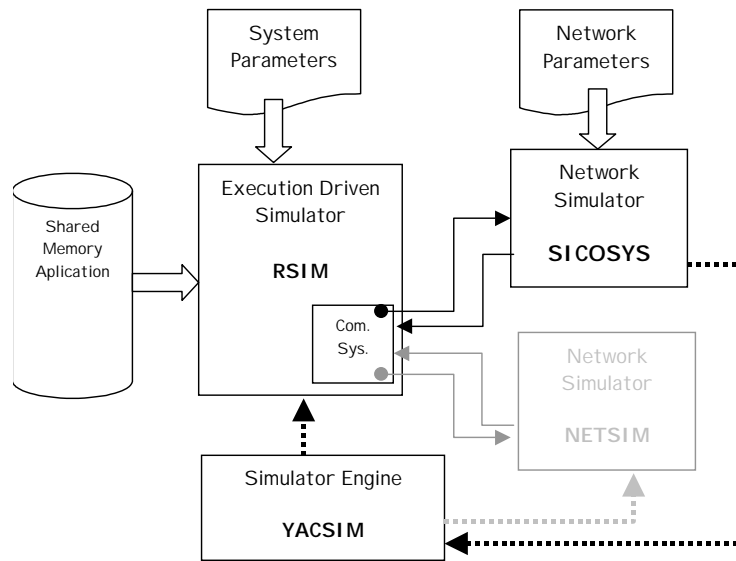 System
Parameters
Network
Parameters
Shared
Memory
Aplication
Execution Driven
Simulator
RSIM
Com.
Sys.
Network
Simulator
SICOSYS
Network
Simulator
NETSIM
Simulator Engine
YACSIM